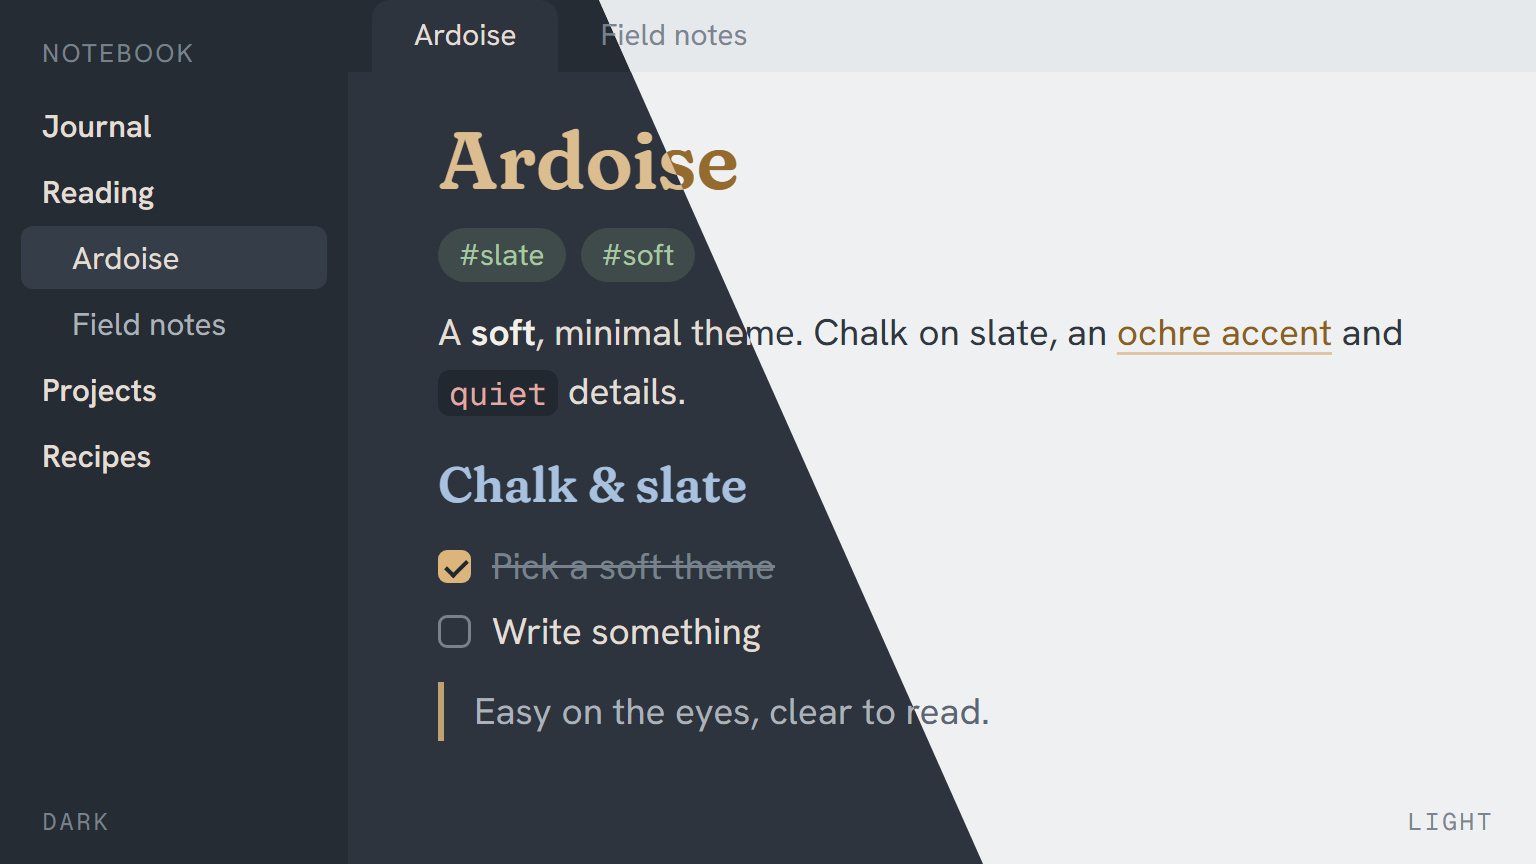 NOTEBOOK
Journal
Reading
Ardoise
Field notes
Projects
Recipes
DARK
Ardoise
Field notes
Ardoise
#slate #soft
A soft, minimal theme. Chalk on slate, an ochre accent and
quiet details.
Chalk & slate
Pick a soft theme
Write something
Easy on the eyes, clear to read.
LIGHT